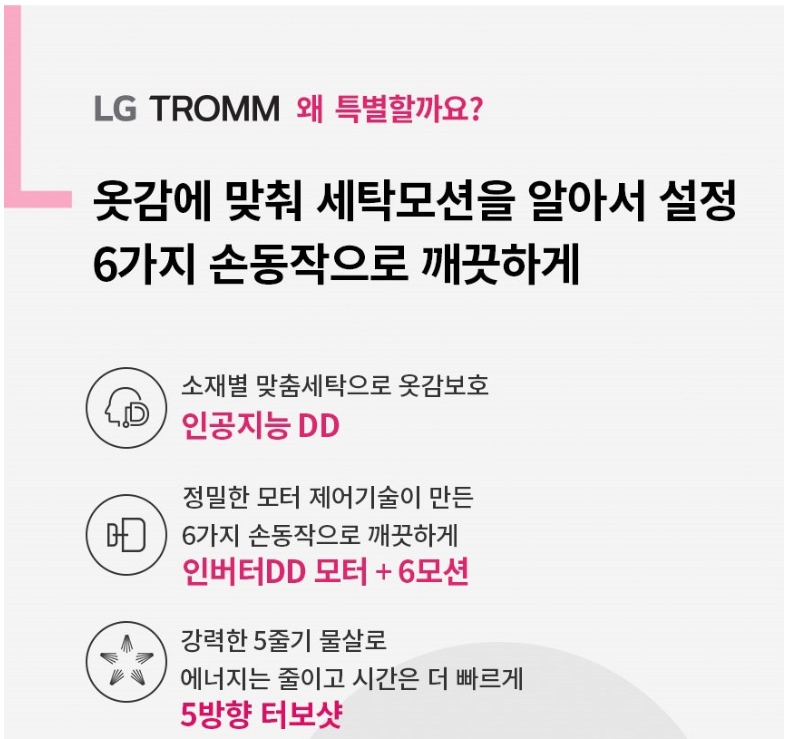 LG TROMM 왜 특별할까요?
옷감에 맞춰 세탁모션을 알아서 설정
6가지 손동작으로 깨끗하게
소재별 맞춤세탁으로 옷감보호
인공지능 DD
정밀한 모터 제어기술이 만든
6가지 손동작으로 깨끗하게
인버터DD 모터 + 6모션
강력한 5줄기 물살로
에너지는 줄이고 시간은 더 빠르게
5방향 터보샷